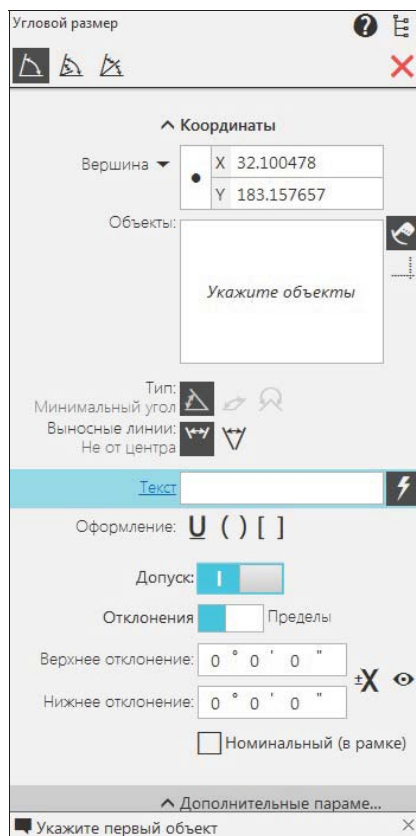 Угловой размер
Координаты
Вершина
X 32.100478
Y 183.157657
Объекты:
Укажите объекты
Тип:
Минимальный угол
Выносные линии:
Не от центра
Текст
Оформление: U ( ) [ ]
Допуск: I
Отклонения Пределы
Верхнее отклонение: 0 ° 0 ' 0 "
±X
Нижнее отклонение: 0 ° 0 ' 0 "
Номинальный (в рамке)
Дополнительные параме...
Укажите первый объект